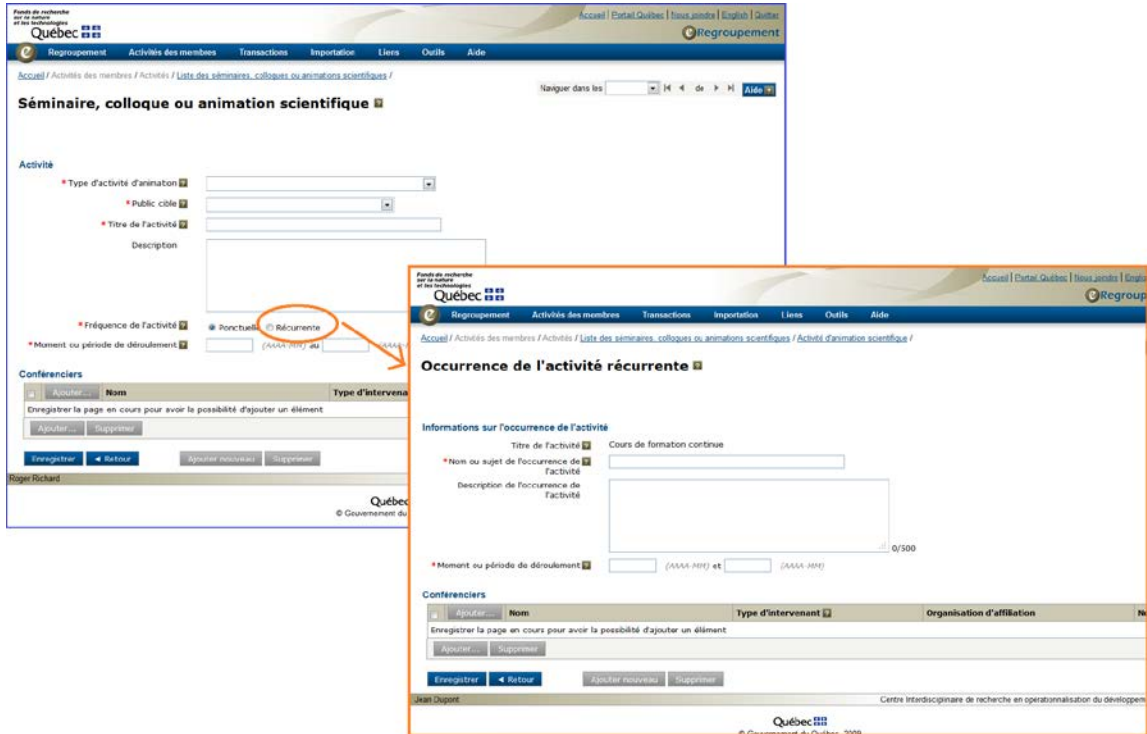 Fonds de recherche
sur la nature
et les technologies
Québec
Accueil | Portail Québec | Nous joindre | English | Quitter
eRegroupement
e Regroupement Activités des membres Transactions Importation Liens Outils Aide
Accueil / Activités des membres / Activités / Liste des séminaires, colloques ou animations scientifiques /
Naviguer dans les de Aide
Séminaire, colloque ou animation scientifique
Activité
* Type d'activité d'animation
* Public cible
* Titre de l'activité
Description
* Fréquence de l'activité Ponctuelle Récurrente
* Moment ou période de déroulement (AAAA-MM) au (AAAA-M
Conférenciers
Ajouter... Nom Type d'intervena
Enregistrer la page en cours pour avoir la possibilité d'ajouter un élément
Ajouter... Supprimer
Enregistrer Retour Ajouter nouveau Supprimer
Roger Richard
Québec
© Gouvernement du
Fonds de recherche
sur la nature
et les technologies
Québec
Accueil | Portail Québec | Nous joindre | Englis
eRegroup
e Regroupement Activités des membres Transactions Importation Liens Outils Aide
Accueil / Activités des membres / Activités / Liste des séminaires, colloques ou animations scientifiques / Activité d'animation scientifique /
Occurrence de l'activité récurrente
Informations sur l'occurrence de l'activité
Titre de l'activité Cours de formation continue
* Nom ou sujet de l'occurrence de
l'activité
Description de l'occurrence de
l'activité
0/500
* Moment ou période de déroulement (AAAA-MM) et (AAAA-MM)
Conférenciers
Ajouter... Nom Type d'intervenant Organisation d'affiliation
Enregistrer la page en cours pour avoir la possibilité d'ajouter un élément
Ajouter... Supprimer
Enregistrer Retour Ajouter nouveau Supprimer
Jean Dupont Centre interdisciplinaire de recherche en opérationnalisation du développem
Québec
© Gouvernement du Québec, 2009